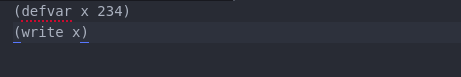 (defvar x 234)
(write x)